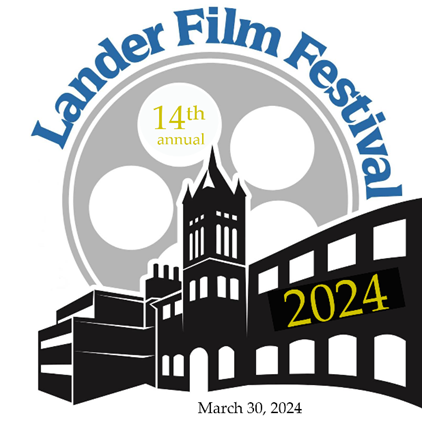 Lander Film Festival
14th
annual
2024
March 30, 2024